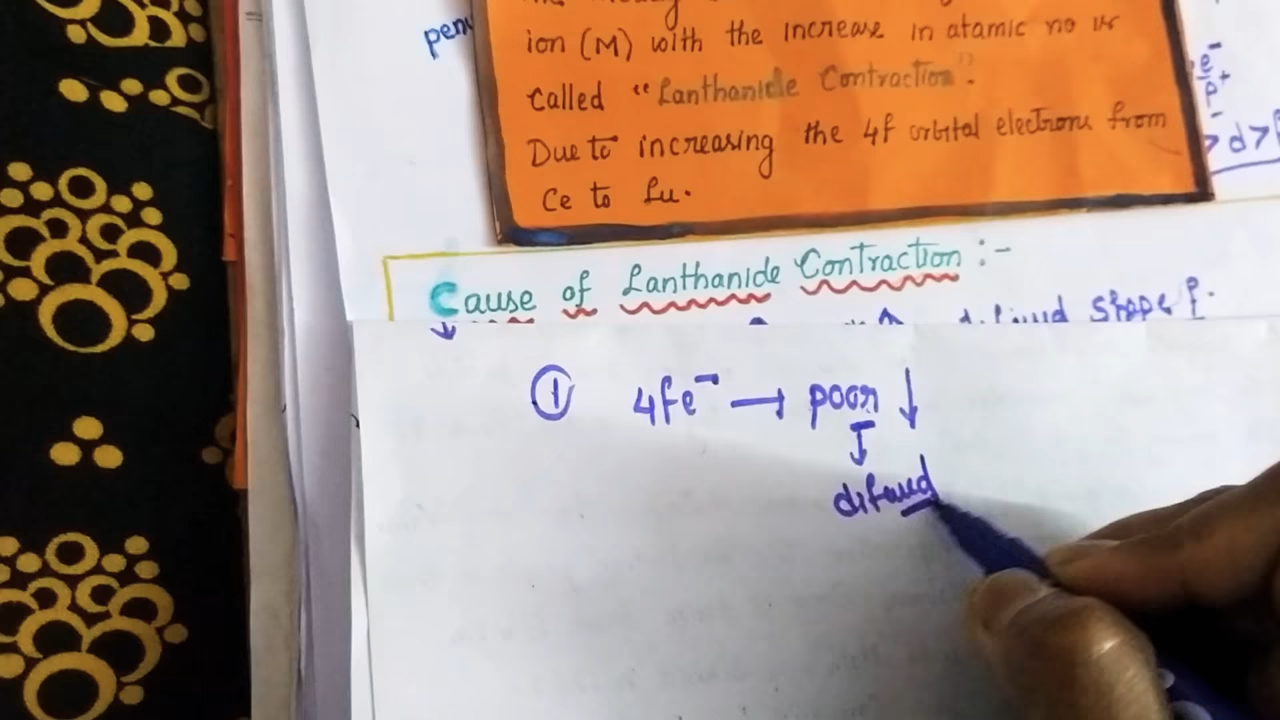 ion (M) with the increase in atomic no is
called "Lanthanide Contraction".
Due to increasing the 4f orbital electrons from
Ce to Lu.
>d>f
Cause of Lanthanide Contraction :-
shape f.
① 4fe⁻ → poor ↓
↓
difused